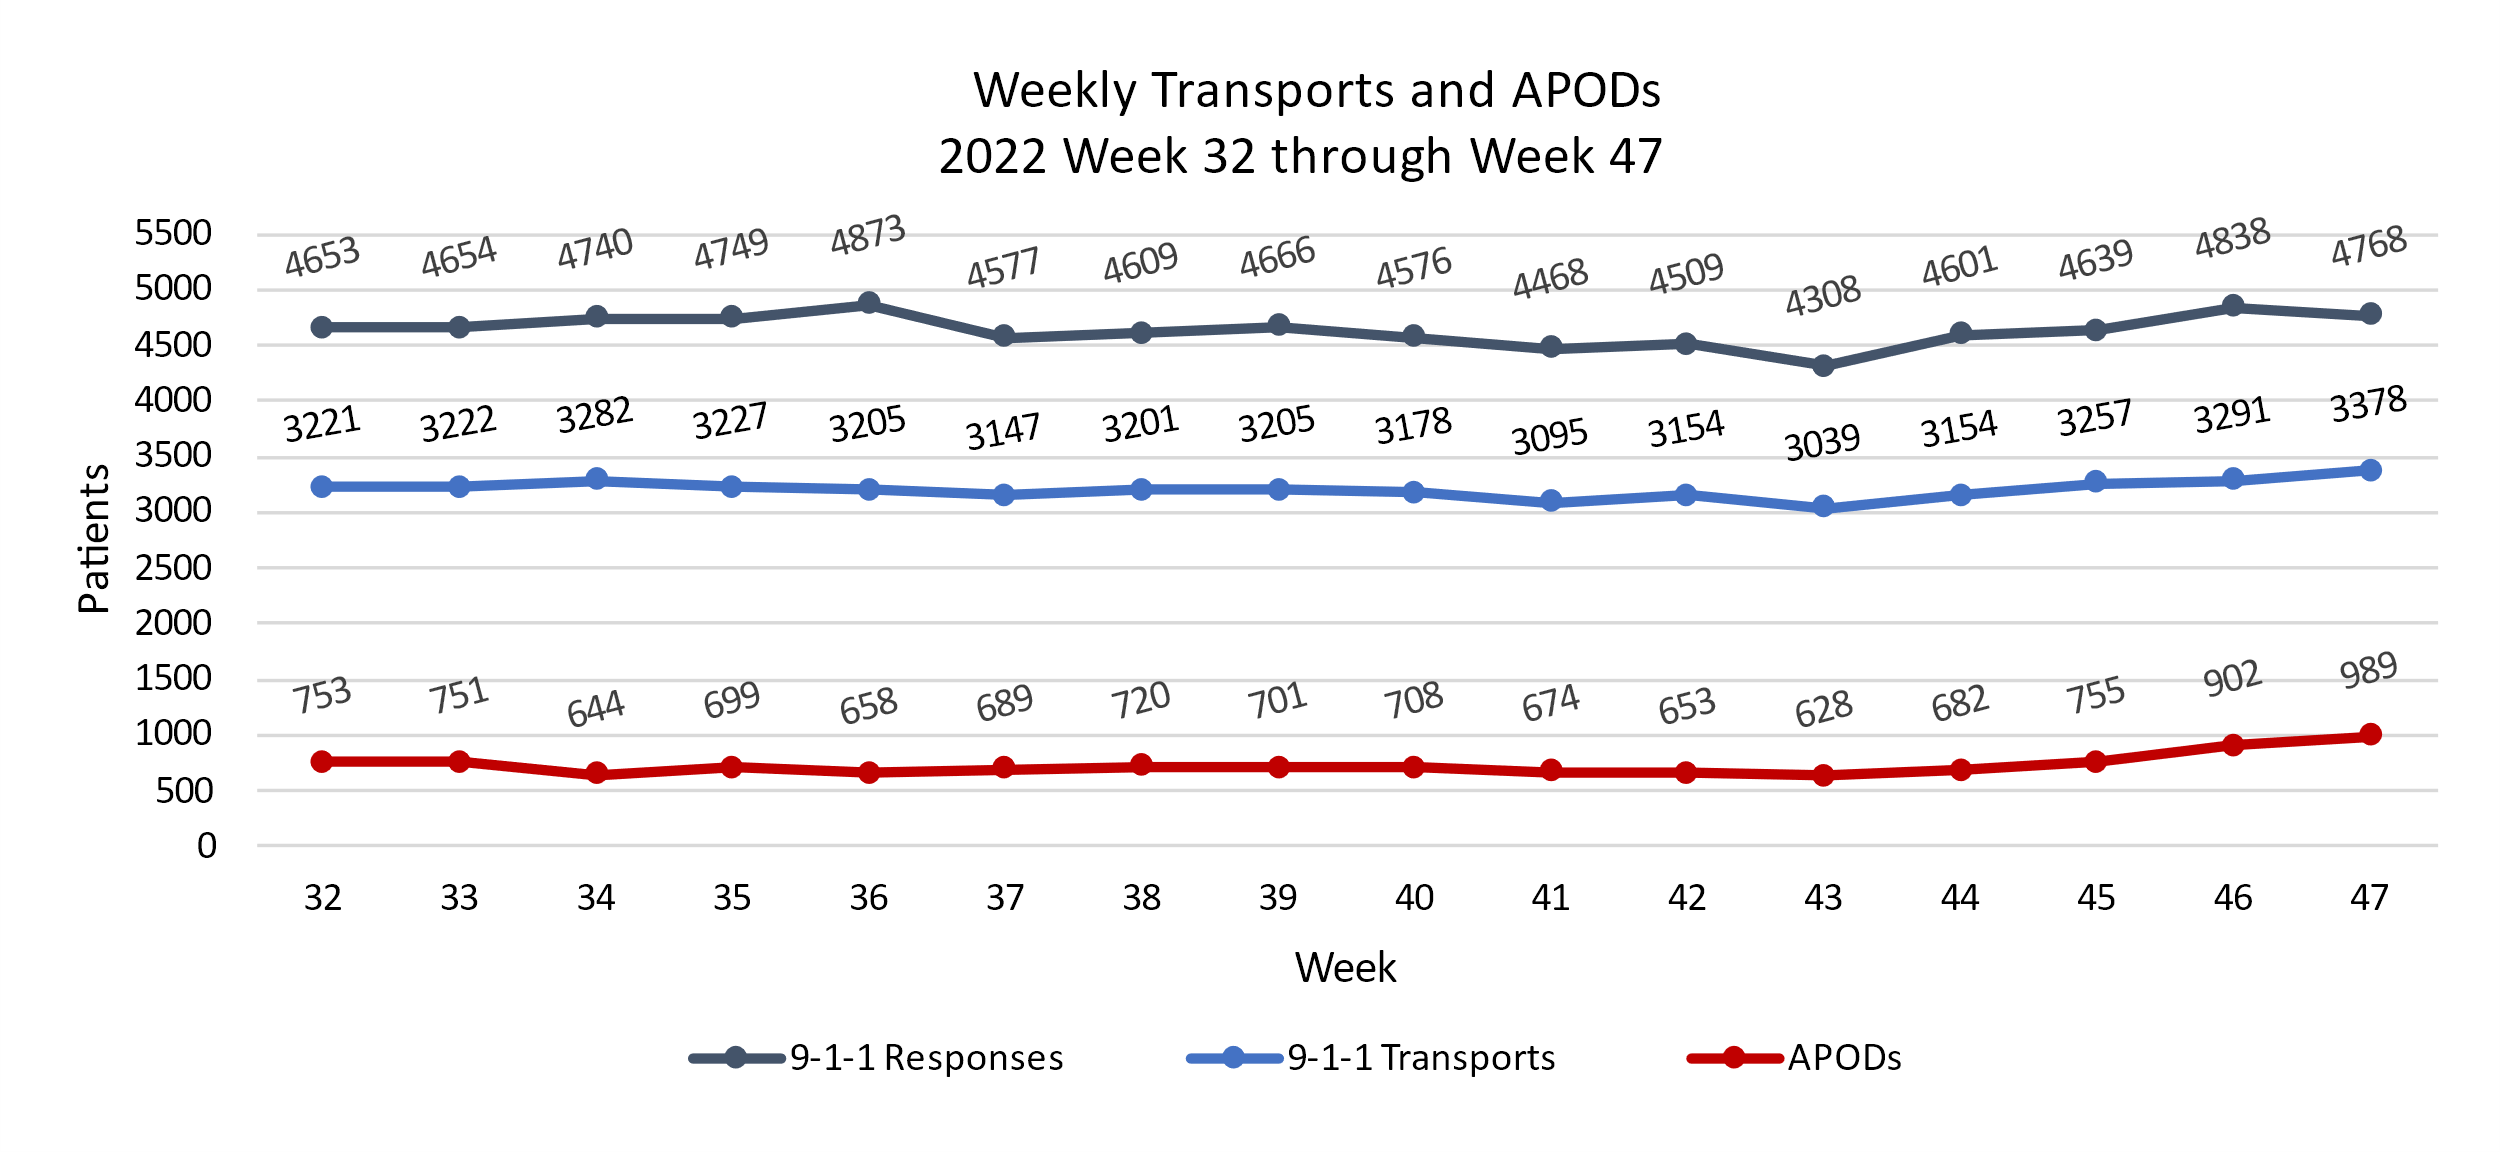 Weekly Transports and APODs
2022 Week 32 through Week 47
5500
5000
4500
4000
3500
3000
2500
2000
1500
1000
500
0
Patients
4653 4654 4740 4749 4873 4577 4609 4666 4576 4468 4509 4308 4601 4639 4838 4768
3221 3222 3282 3227 3205 3147 3201 3205 3178 3095 3154 3039 3154 3257 3291 3378
753 751 644 699 658 689 720 701 708 674 653 628 682 755 902 989
32 33 34 35 36 37 38 39 40 41 42 43 44 45 46 47
Week
9-1-1 Responses 9-1-1 Transports APODs